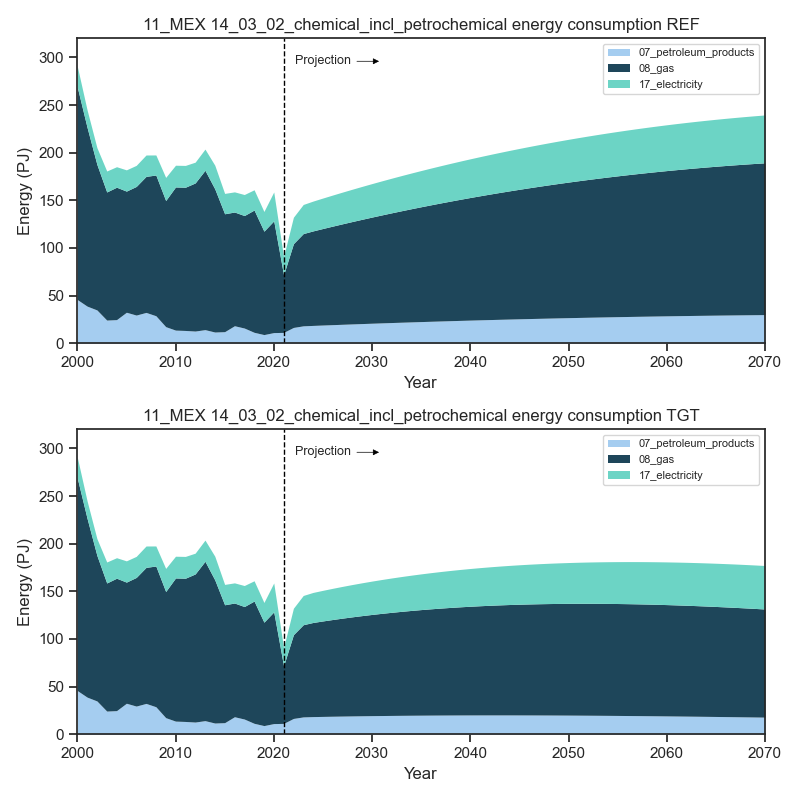 11_MEX 14_03_02_chemical_incl_petrochemical energy consumption REF
300
250
200
150
100
50
0
Energy (PJ)
Projection
07_petroleum_products
08_gas
17_electricity
2000 2010 2020 2030 2040 2050 2060 2070
Year
11_MEX 14_03_02_chemical_incl_petrochemical energy consumption TGT
300
250
200
150
100
50
0
Energy (PJ)
Projection
07_petroleum_products
08_gas
17_electricity
2000 2010 2020 2030 2040 2050 2060 2070
Year